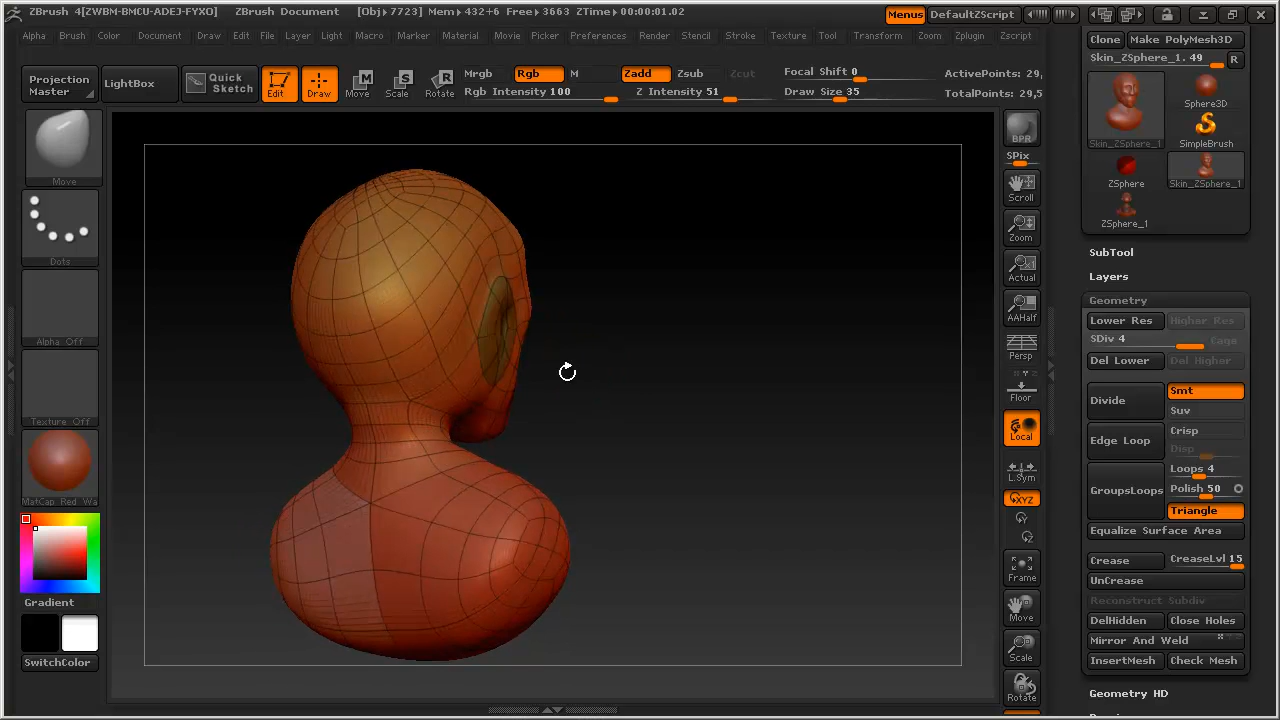 ZBrush 4[ZWBM-BMCU-ADEJ-FYXO] ZBrush Document [Obj▸7723] Mem▸432+6 Free▸3663 ZTime▸00:00:01.02 Menus DefaultZScript
Alpha Brush Color Document Draw Edit File Layer Light Macro Marker Material Movie Picker Preferences Render Stencil Stroke Texture Tool Transform Zoom Zplugin Zscript
Projection Master
LightBox
Quick Sketch
Edit
Draw
Move
Scale
Rotate
Mrgb Rgb M
Rgb Intensity 100
Zadd Zsub Zcut
Z Intensity 51
Focal Shift 0
Draw Size 35
ActivePoints: 29,
TotalPoints: 29,5
Move
Dots
Alpha Off
Texture Off
MatCap Red Wa
Gradient
SwitchColor
BPR
SPix
Scroll
Zoom
Actual
AAHalf
Persp
Floor
Local
L.Sym
XYZ
Frame
Move
Scale
Rotate
Clone Make PolyMesh3D
Skin_ZSphere_1. 49 R
Skin_ZSphere_1
Sphere3D
SimpleBrush
ZSphere
Skin_ZSphere_1
ZSphere_1
SubTool
Layers
Geometry
Lower Res Higher Res
SDiv 4 Cage
Del Lower Del Higher
Divide Smt
Suv
Edge Loop Crisp
Disp
GroupsLoops Loops 4
Polish 50
Triangle
Equalize Surface Area
Crease CreaseLvl 15
UnCrease
Reconstruct Subdiv
DelHidden Close Holes
Mirror And Weld
InsertMesh Check Mesh
Geometry HD